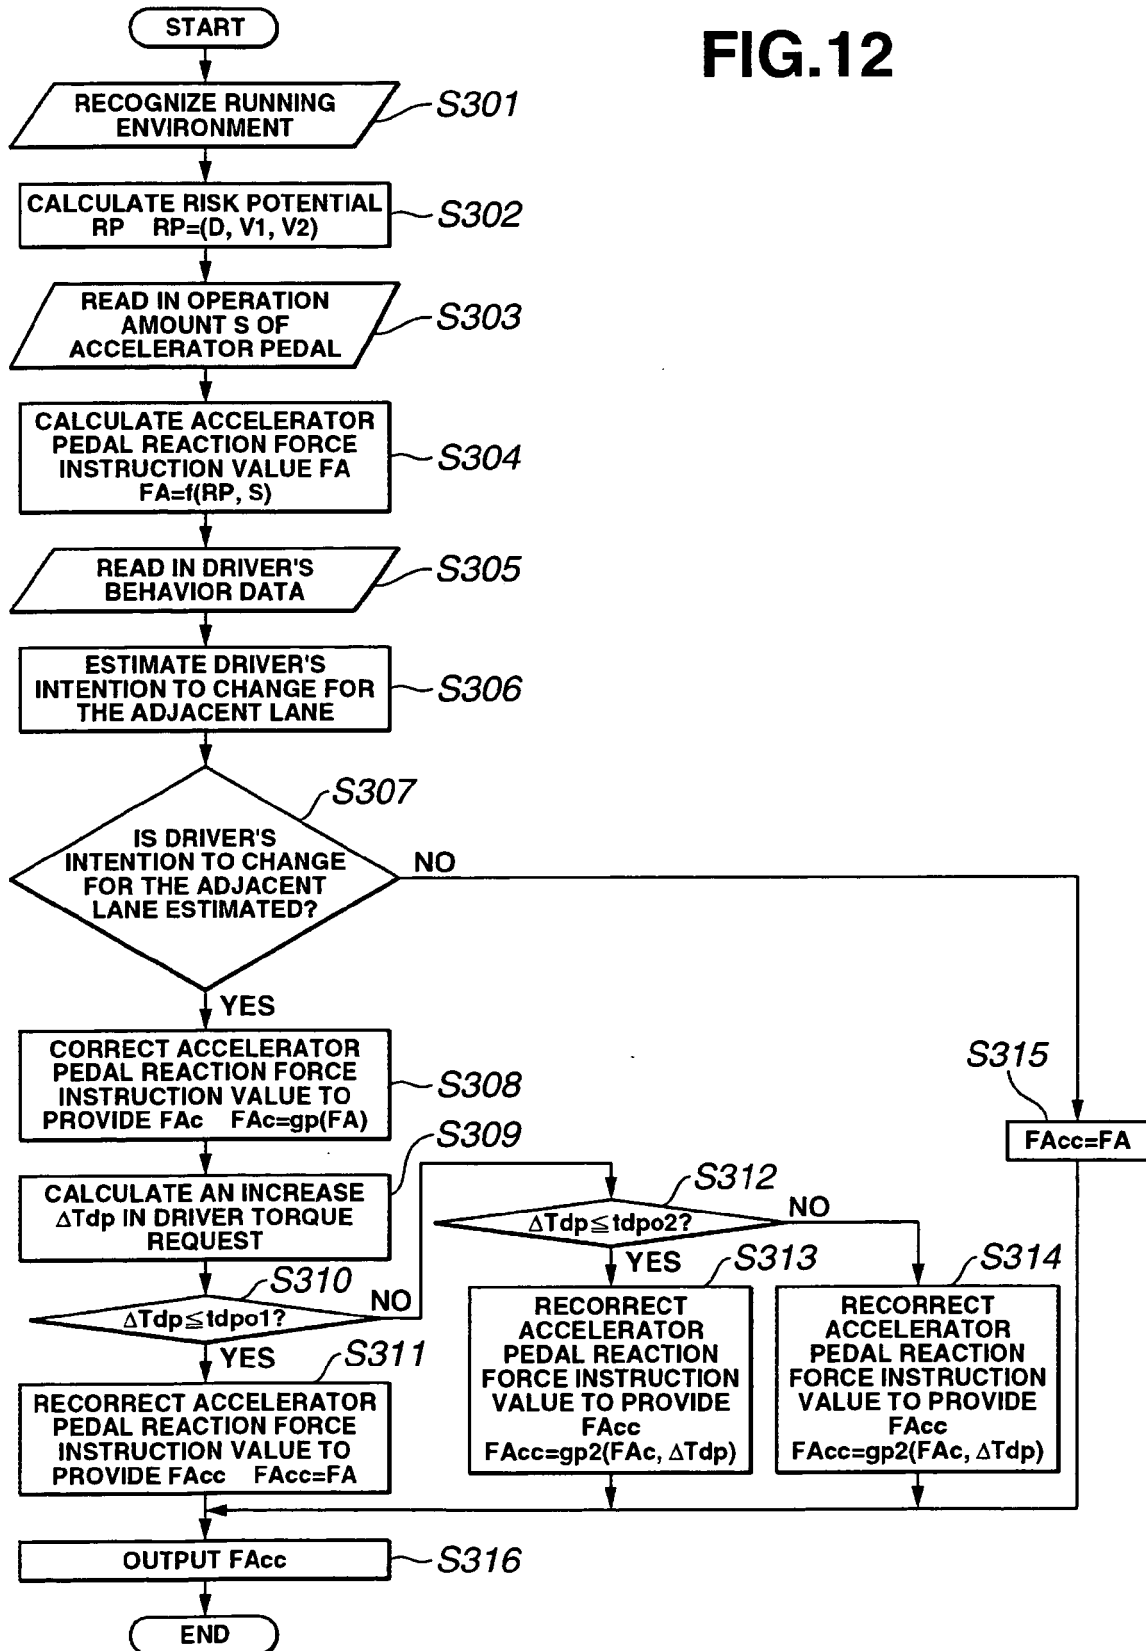 FIG.12
START
RECOGNIZE RUNNING
ENVIRONMENT
S301
CALCULATE RISK POTENTIAL
RP RP=(D, V1, V2)
S302
READ IN OPERATION
AMOUNT S OF
ACCELERATOR PEDAL
S303
CALCULATE ACCELERATOR
PEDAL REACTION FORCE
INSTRUCTION VALUE FA
FA=f(RP, S)
S304
READ IN DRIVER'S
BEHAVIOR DATA
S305
ESTIMATE DRIVER'S
INTENTION TO CHANGE FOR
THE ADJACENT LANE
S306
S307
IS DRIVER'S
INTENTION TO CHANGE
FOR THE ADJACENT
LANE ESTIMATED?
NO
YES
CORRECT ACCELERATOR
PEDAL REACTION FORCE
INSTRUCTION VALUE TO
PROVIDE FAc FAc=gp(FA)
S308
S315
FAcc=FA
S309
CALCULATE AN INCREASE
ΔTdp IN DRIVER TORQUE
REQUEST
S310
ΔTdp≦tdpo1?
NO
YES
S312
ΔTdp≦tdpo2?
NO
YES
S311
RECORRECT ACCELERATOR
PEDAL REACTION FORCE
INSTRUCTION VALUE TO
PROVIDE FAcc FAcc=FA
S313
RECORRECT
ACCELERATOR
PEDAL REACTION
FORCE INSTRUCTION
VALUE TO PROVIDE
FAcc
FAcc=gp2(FAc, ΔTdp)
S314
RECORRECT
ACCELERATOR
PEDAL REACTION
FORCE INSTRUCTION
VALUE TO PROVIDE
FAcc
FAcc=gp2(FAc, ΔTdp)
OUTPUT FAcc
S316
END